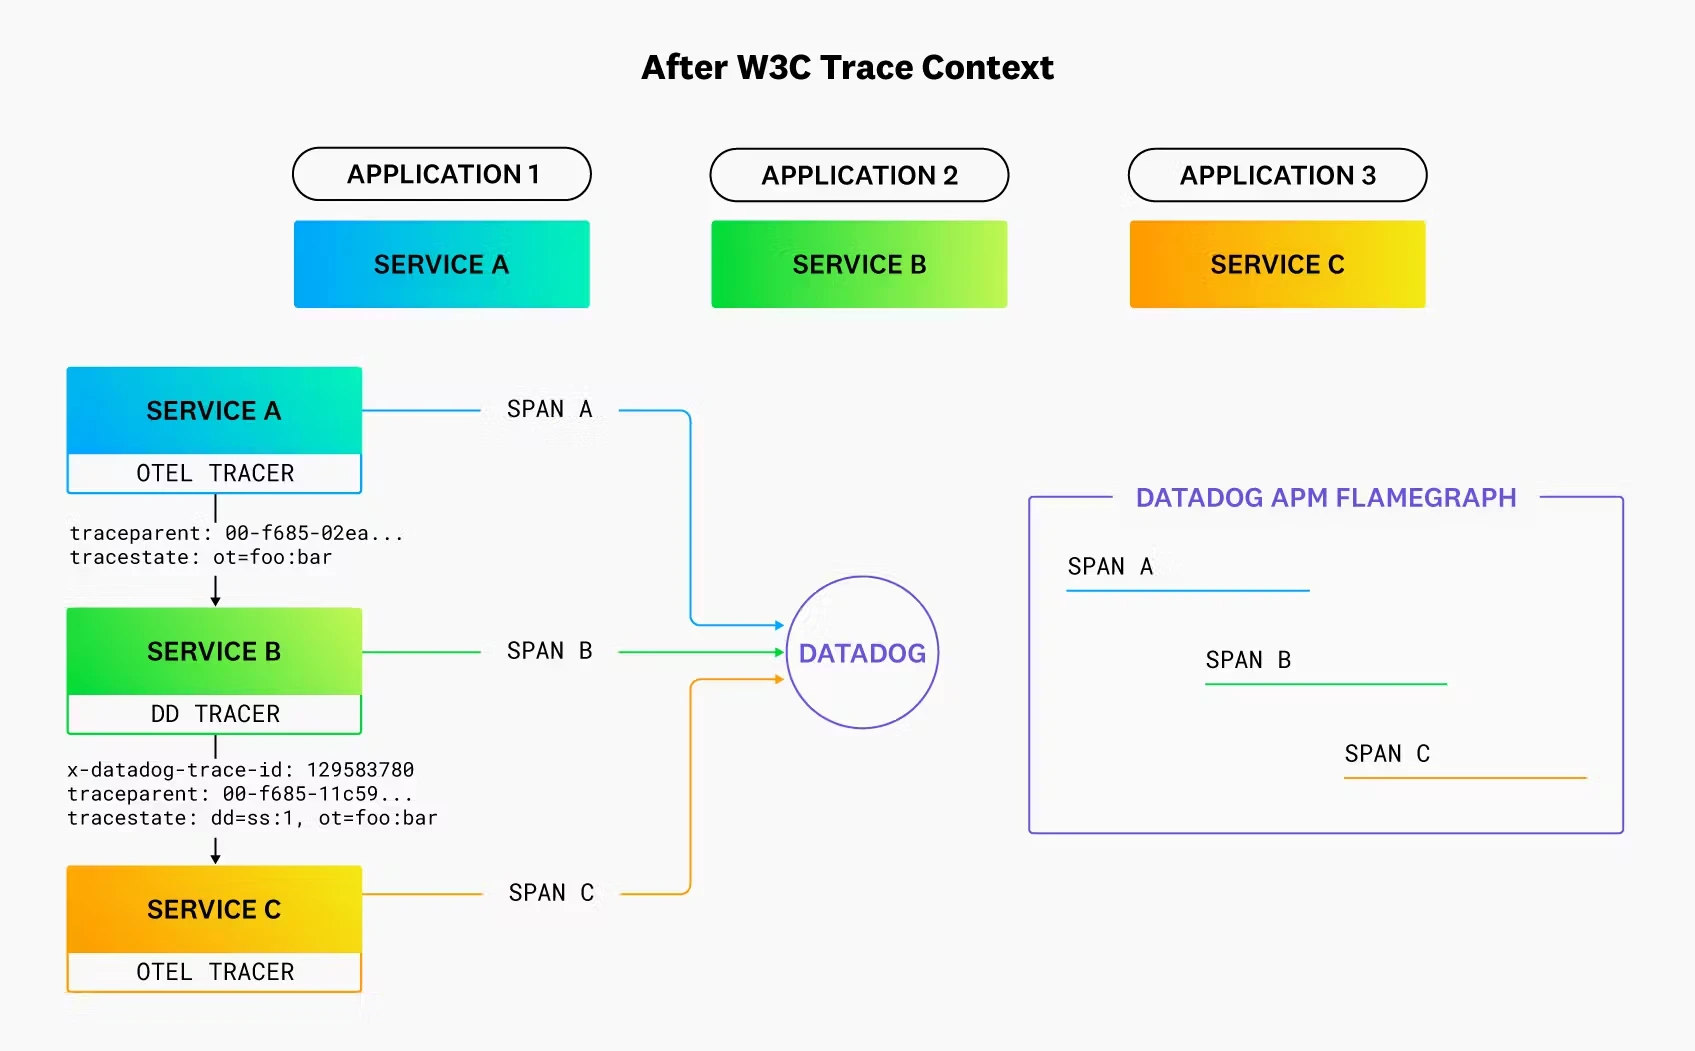 After W3C Trace Context
APPLICATION 1
APPLICATION 2
APPLICATION 3
SERVICE A
SERVICE B
SERVICE C
SERVICE A
SPAN A
OTEL TRACER
traceparent: 00-f685-02ea...
tracestate: ot=foo:bar
SERVICE B
SPAN B
DD TRACER
x-datadog-trace-id: 129583780
traceparent: 00-f685-11c59...
tracestate: dd=ss:1, ot=foo:bar
SERVICE C
SPAN C
OTEL TRACER
DATADOG
DATADOG APM FLAMEGRAPH
SPAN A
SPAN B
SPAN C